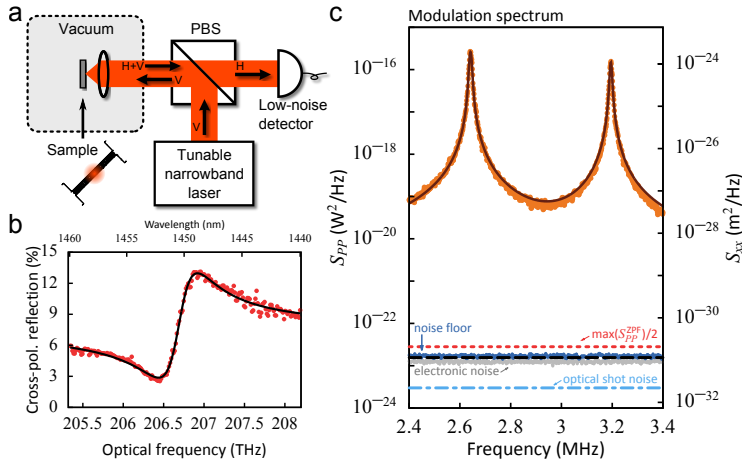 a
Vacuum
PBS
H+V
V
H
V
Low-noise
detector
Sample
Tunable
narrowband
laser
b
Wavelength (nm)
1460 1455 1450 1445 1440
Cross-pol. reflection (%)
15
12
9
6
3
0
205.5 206 206.5 207 207.5 208
Optical frequency (THz)
c
Modulation spectrum
S_PP (W²/Hz)
10⁻¹⁶
10⁻¹⁸
10⁻²⁰
10⁻²²
10⁻²⁴
S_xx (m²/Hz)
10⁻²⁴
10⁻²⁶
10⁻²⁸
10⁻³⁰
10⁻³²
max(S_PP^ZPF)/2
noise floor
electronic noise
optical shot noise
2.4 2.6 2.8 3 3.2 3.4
Frequency (MHz)